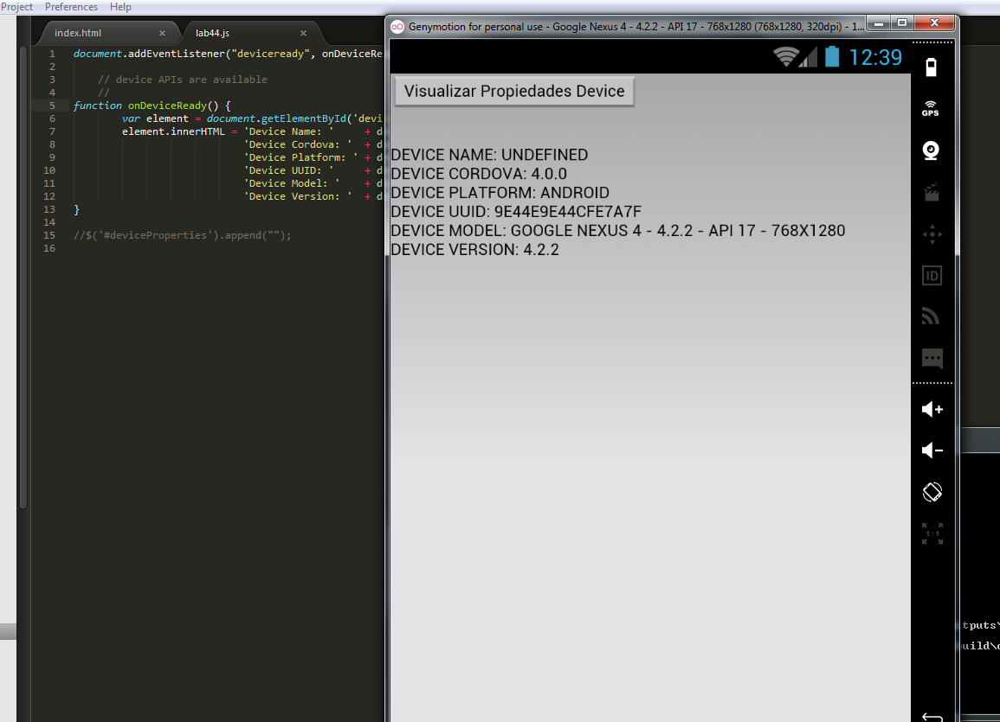 Project Preferences Help
index.html × lab44.js ×
1 document.addEventListener("deviceready", onDeviceRe
2
3 // device APIs are available
4 //
5 function onDeviceReady() {
6 var element = document.getElementById('devi
7 element.innerHTML = 'Device Name: ' + d
8 'Device Cordova: ' + d
9 'Device Platform: ' + d
10 'Device UUID: ' + d
11 'Device Model: ' + d
12 'Device Version: ' + d
13 }
14
15 //$('#deviceProperties').append("");
16
Genymotion for personal use - Google Nexus 4 - 4.2.2 - API 17 - 768x1280 (768x1280, 320dpi) - 1...
12:39
Visualizar Propiedades Device
DEVICE NAME: UNDEFINED
DEVICE CORDOVA: 4.0.0
DEVICE PLATFORM: ANDROID
DEVICE UUID: 9E44E9E44CFE7A7F
DEVICE MODEL: GOOGLE NEXUS 4 - 4.2.2 - API 17 - 768X1280
DEVICE VERSION: 4.2.2
GPS
ID
1:1
tputs\
uild\